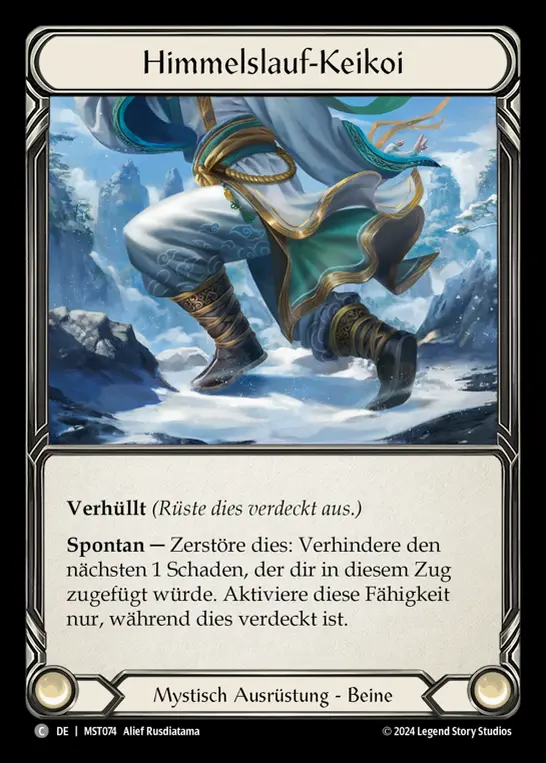 Himmelslauf-Keikoi
Verhüllt (Rüste dies verdeckt aus.)
Spontan — Zerstöre dies: Verhindere den
nächsten 1 Schaden, der dir in diesem Zug
zugefügt würde. Aktiviere diese Fähigkeit
nur, während dies verdeckt ist.
Mystisch Ausrüstung - Beine
C DE | MST074 Alief Rusdiatama
© 2024 Legend Story Studios